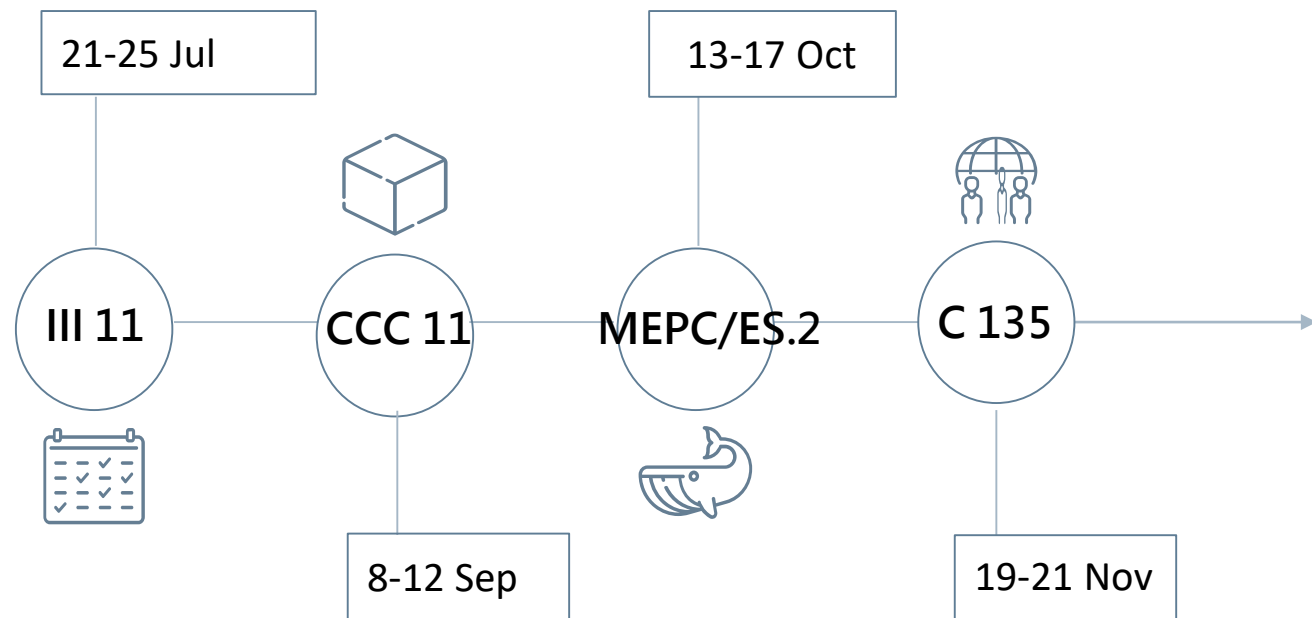 21-25 Jul
13-17 Oct
III 11
CCC 11
MEPC/ES.2
C 135
8-12 Sep
19-21 Nov